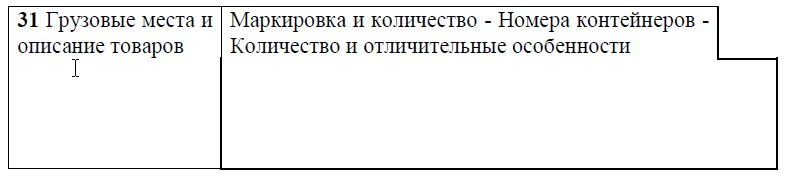 31 Грузовые места и
описание товаров
Маркировка и количество - Номера контейнеров -
Количество и отличительные особенности